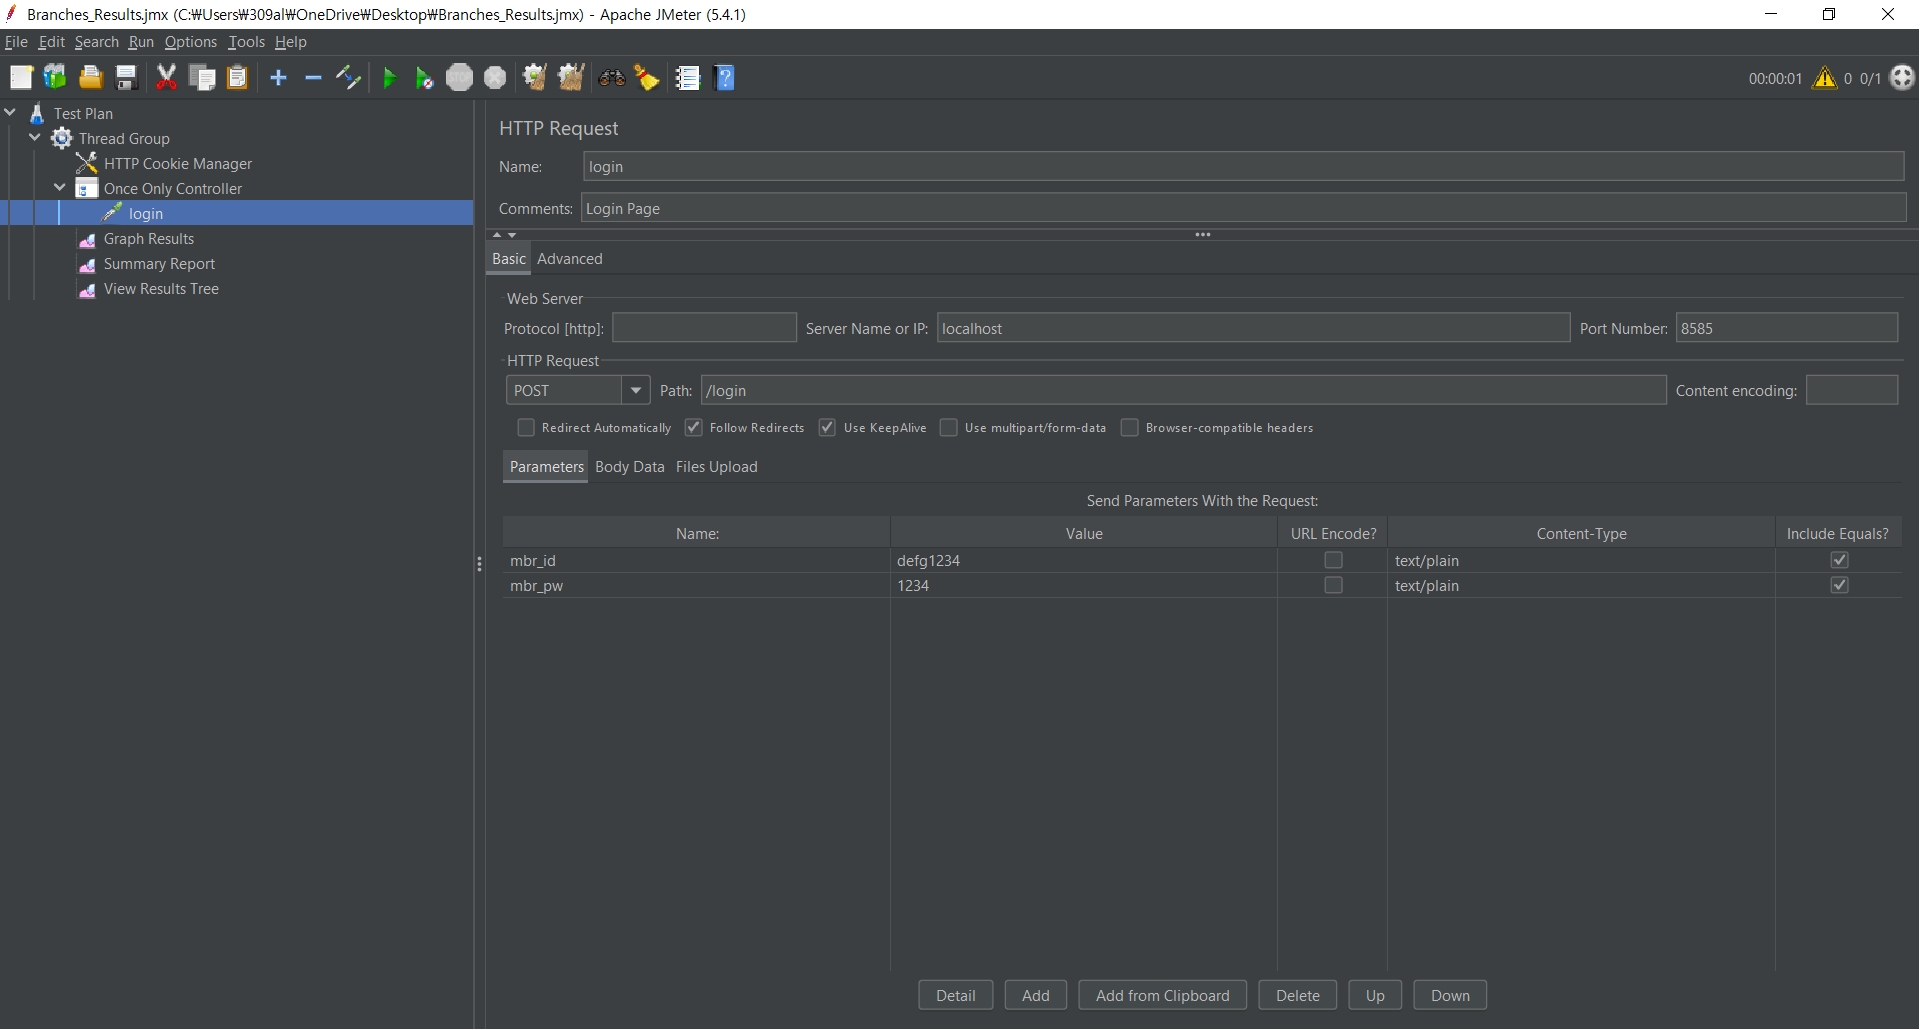 Branches_Results.jmx (C:₩Users₩309al₩OneDrive₩Desktop₩Branches_Results.jmx) - Apache JMeter (5.4.1)
File Edit Search Run Options Tools Help
STOP
00:00:01 0 0/1
Test Plan
Thread Group
HTTP Cookie Manager
Once Only Controller
login
Graph Results
Summary Report
View Results Tree
HTTP Request
Name: login
Comments: Login Page
Basic Advanced
Web Server
Protocol [http]: Server Name or IP: localhost Port Number: 8585
HTTP Request
POST Path: /login Content encoding:
Redirect Automatically Follow Redirects Use KeepAlive Use multipart/form-data Browser-compatible headers
Parameters Body Data Files Upload
Send Parameters With the Request:
Name: Value URL Encode? Content-Type Include Equals?
mbr_id defg1234 text/plain
mbr_pw 1234 text/plain
Detail Add Add from Clipboard Delete Up Down